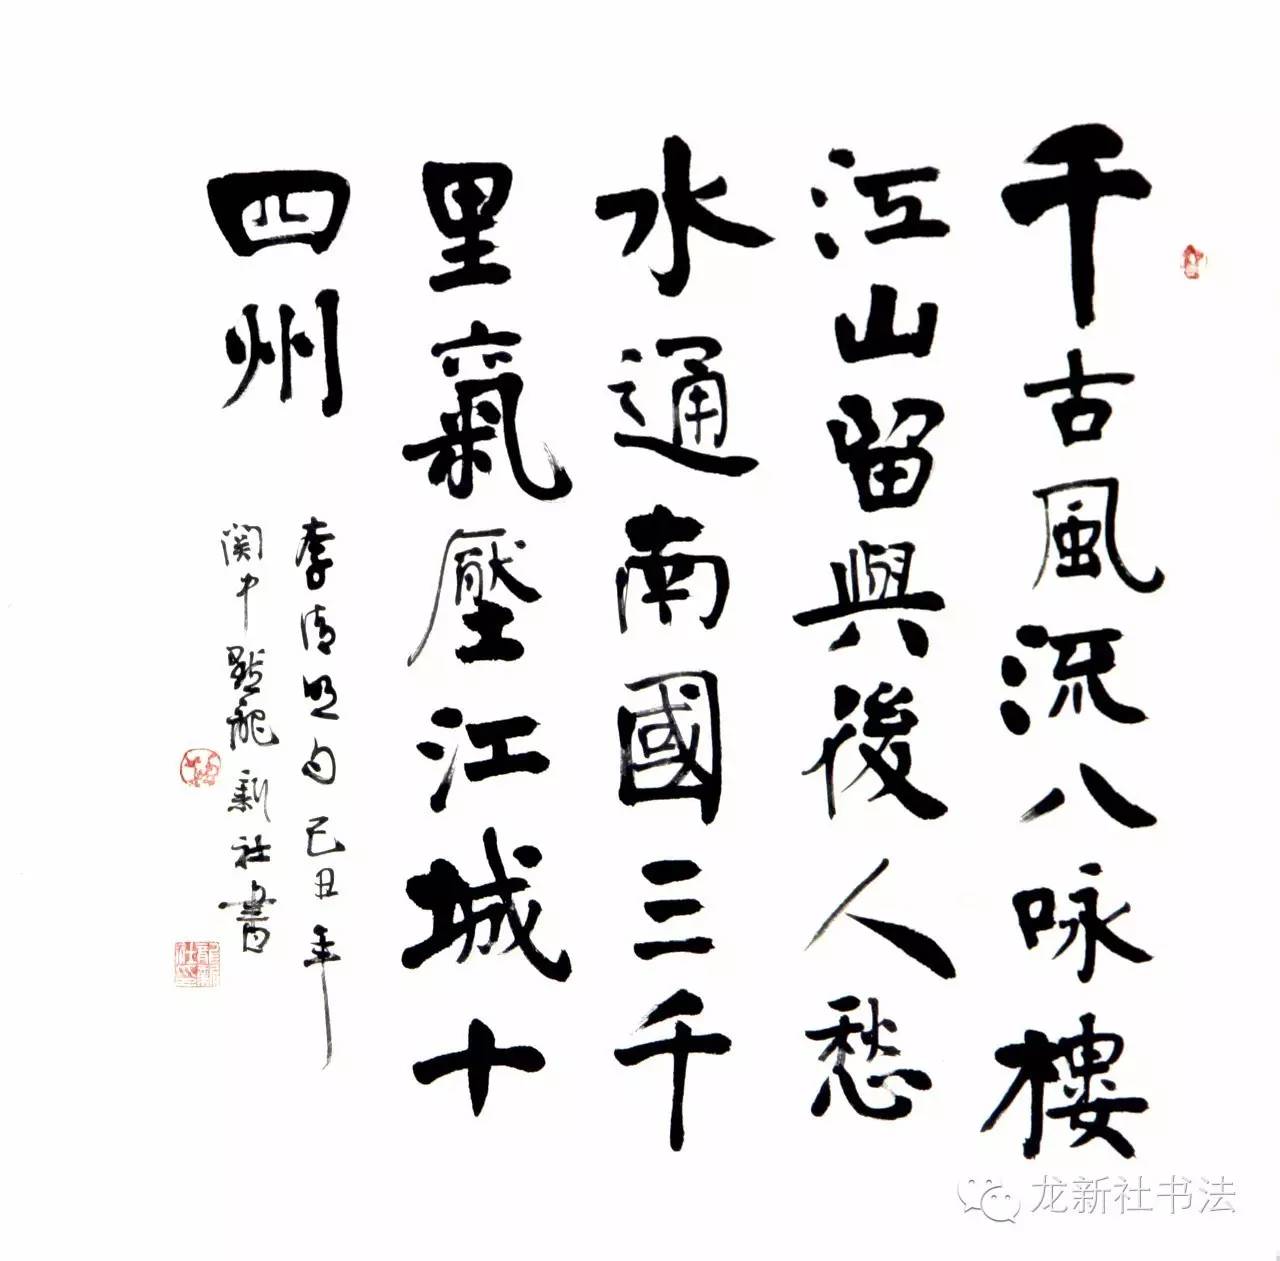 千古風流八咏樓
江山留與後人愁
水通南國三千
里氣壓江城十
四州
李清照句己丑年
関中 龍新社書
龙新社书法